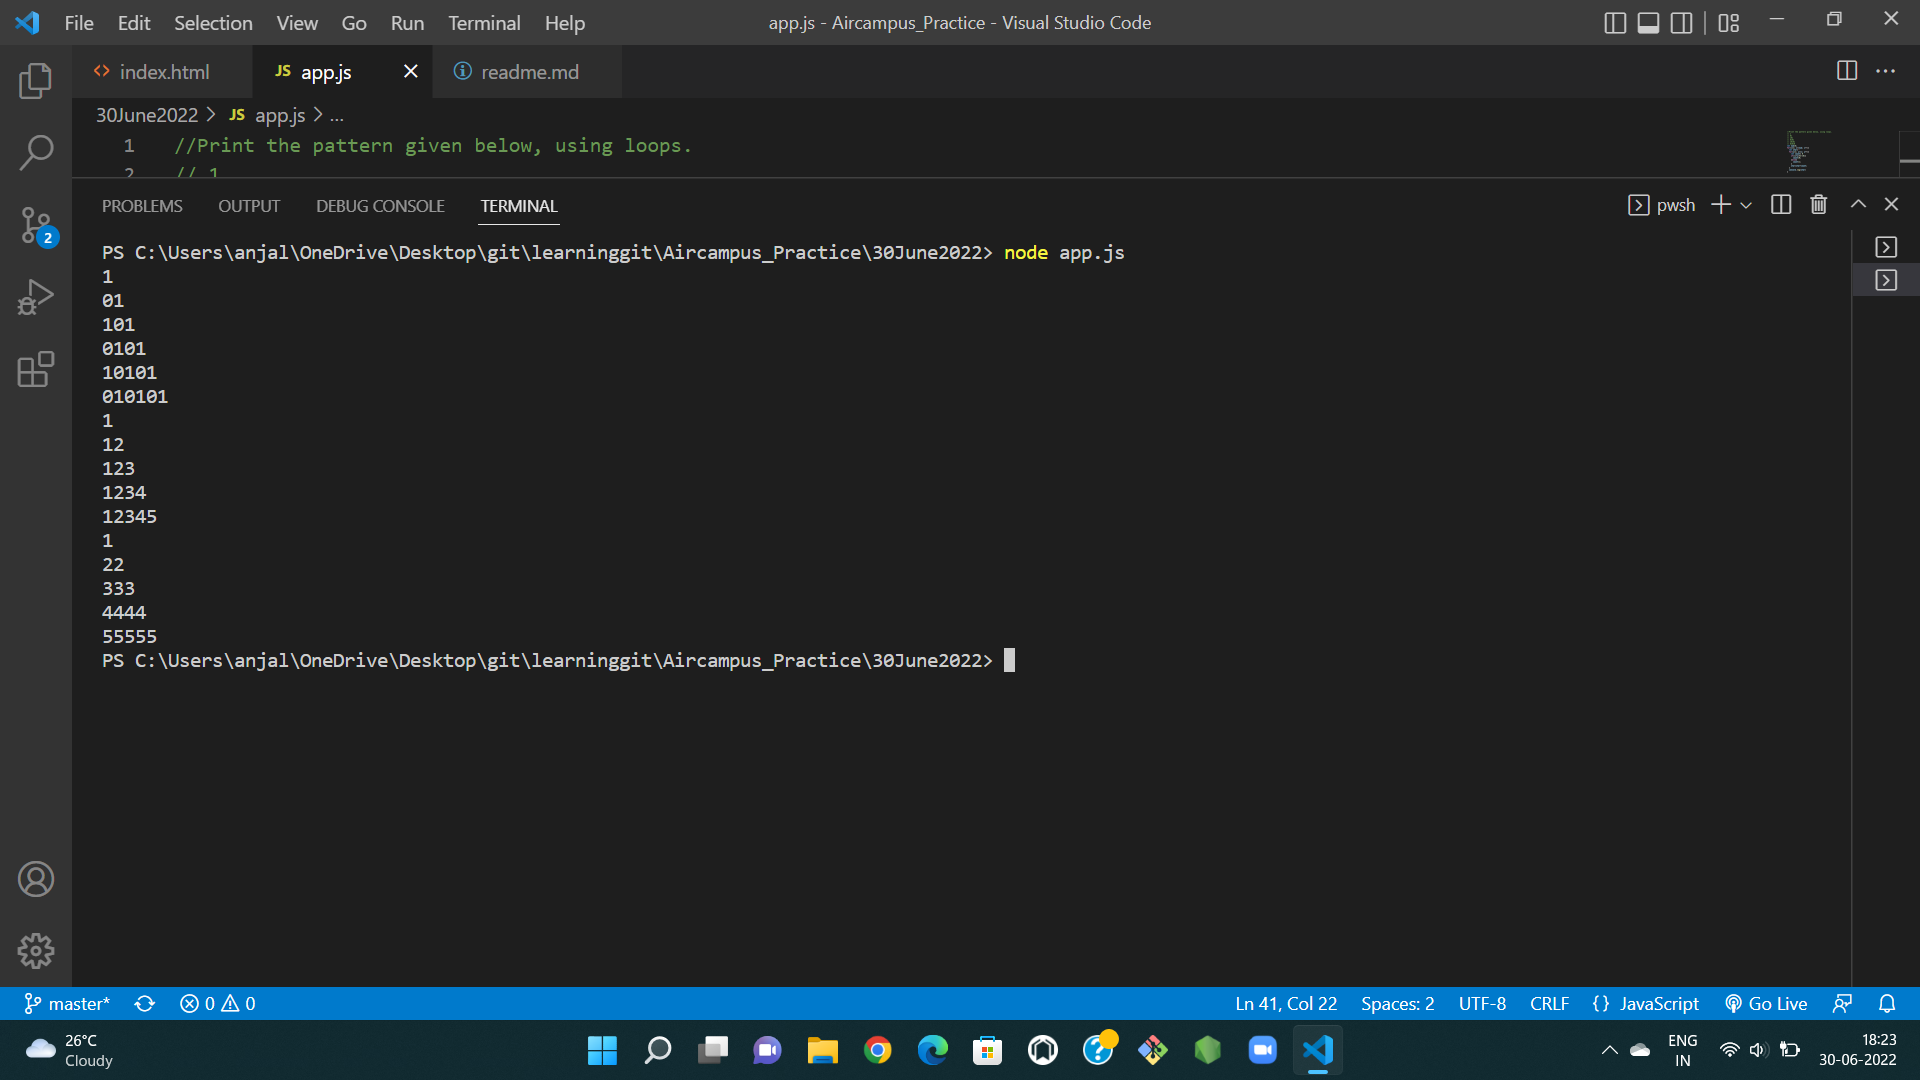 File Edit Selection View Go Run Terminal Help
app.js - Aircampus_Practice - Visual Studio Code
index.html
JS app.js
readme.md
30June2022 > JS app.js > ...
1 //Print the pattern given below, using loops.
2 // 1
PROBLEMS OUTPUT DEBUG CONSOLE TERMINAL
pwsh
PS C:\Users\anjal\OneDrive\Desktop\git\learninggit\Aircampus_Practice\30June2022> node app.js
1
01
101
0101
10101
010101
1
12
123
1234
12345
1
22
333
4444
55555
PS C:\Users\anjal\OneDrive\Desktop\git\learninggit\Aircampus_Practice\30June2022>
2
master* 0 0
Ln 41, Col 22 Spaces: 2 UTF-8 CRLF {} JavaScript Go Live
26°C
Cloudy
ENG
IN
18:23
30-06-2022